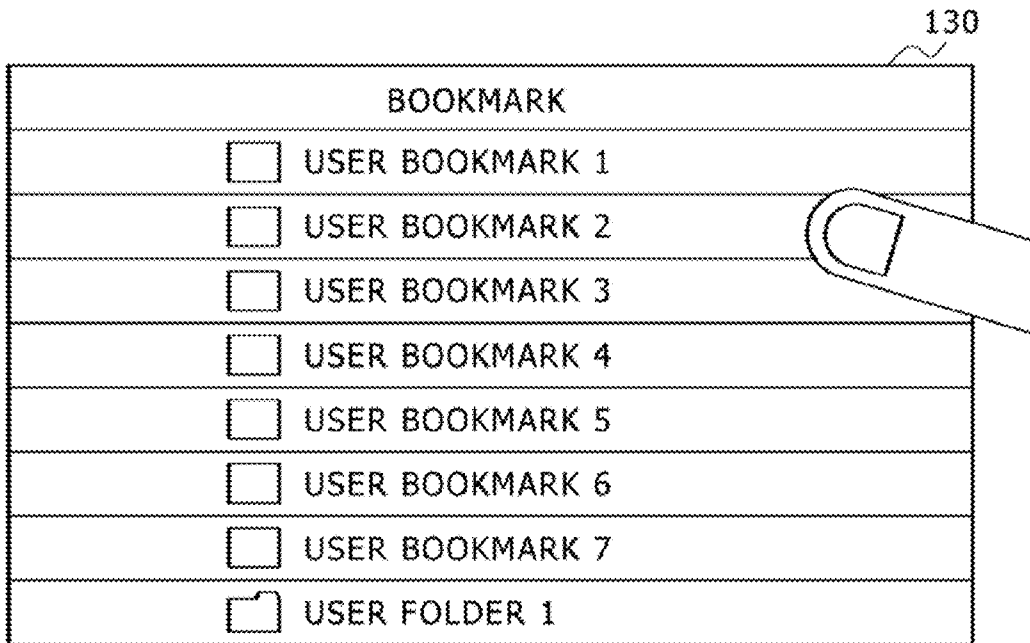 130
BOOKMARK
USER BOOKMARK 1
USER BOOKMARK 2
USER BOOKMARK 3
USER BOOKMARK 4
USER BOOKMARK 5
USER BOOKMARK 6
USER BOOKMARK 7
USER FOLDER 1